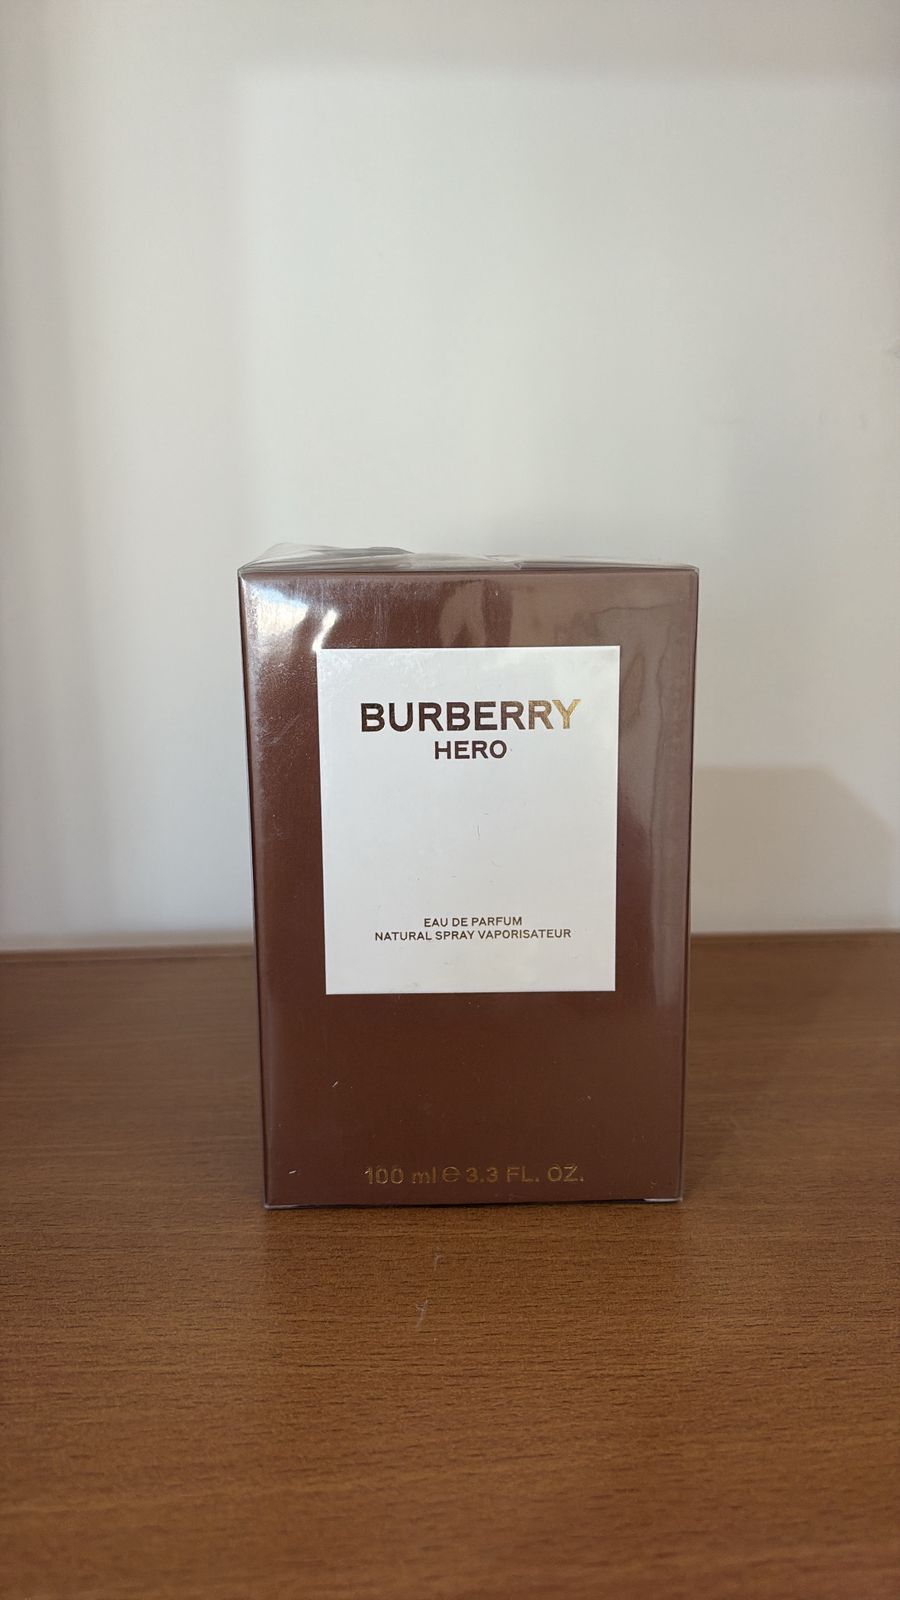 BURBERRY
HERO
EAU DE PARFUM
NATURAL SPRAY VAPORISATEUR
100 ml ℮ 3.3 FL. OZ.